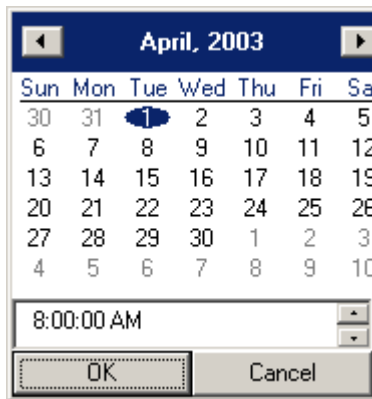 April, 2003
Sun Mon Tue Wed Thu Fri Sa
30 31 1 2 3 4 5
6 7 8 9 10 11 12
13 14 15 16 17 18 19
20 21 22 23 24 25 26
27 28 29 30 1 2 3
4 5 6 7 8 9 10
8:00:00 AM
OK Cancel